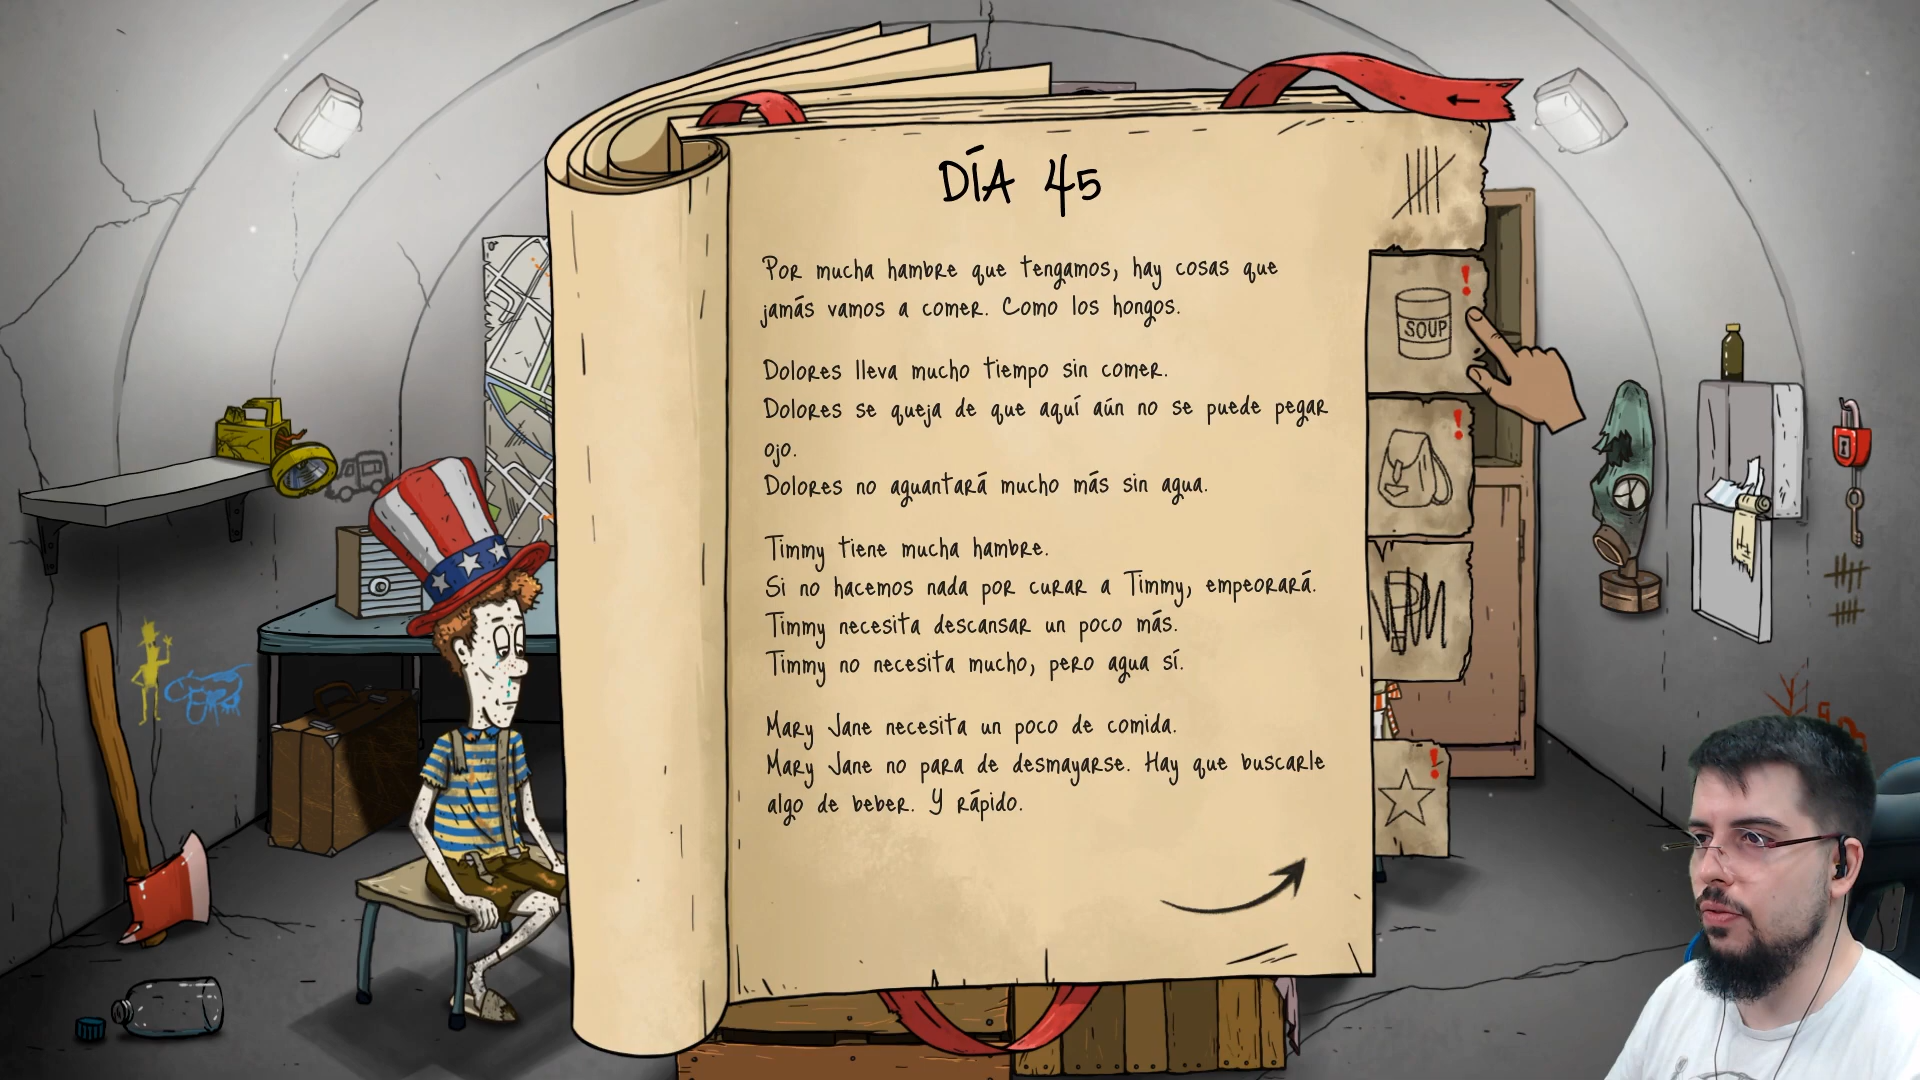 DÍA 45
Por mucha hambre que tengamos, hay cosas que
jamás vamos a comer. Como los hongos.
Dolores lleva mucho tiempo sin comer.
Dolores se queja de que aquí aún no se puede pegar
ojo.
Dolores no aguantará mucho más sin agua.
Timmy tiene mucha hambre.
Si no hacemos nada por curar a Timmy, empeorará.
Timmy necesita descansar un poco más.
Timmy no necesita mucho, pero agua sí.
Mary Jane necesita un poco de comida.
Mary Jane no para de desmayarse. Hay que buscarle
algo de beber. Y rápido.
!
SOUP
!
!